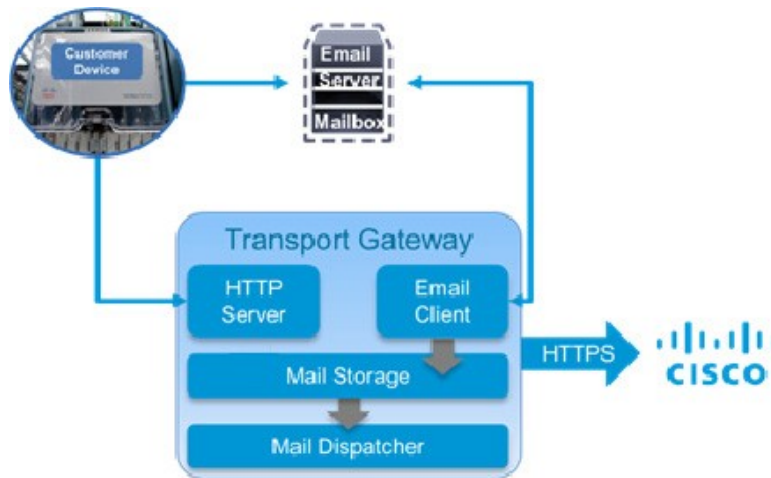 Customer
Device
Email
Server
Mailbox
Transport Gateway
HTTP
Server
Email
Client
Mail Storage
Mail Dispatcher
HTTPS
CISCO